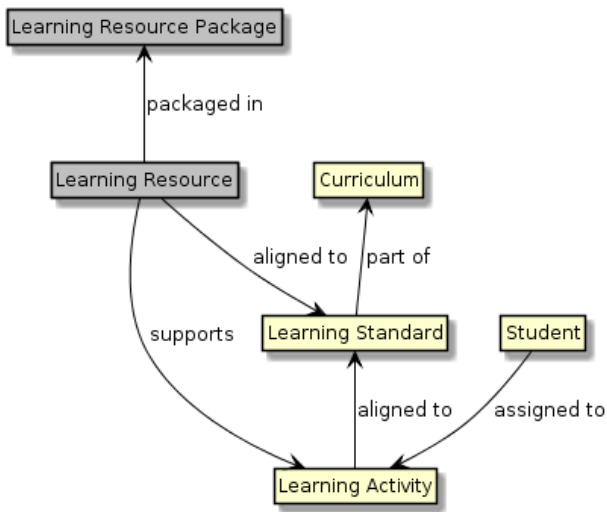 Learning Resource Package
packaged in
Learning Resource
Curriculum
aligned to
part of
supports
Learning Standard
Student
aligned to
assigned to
Learning Activity